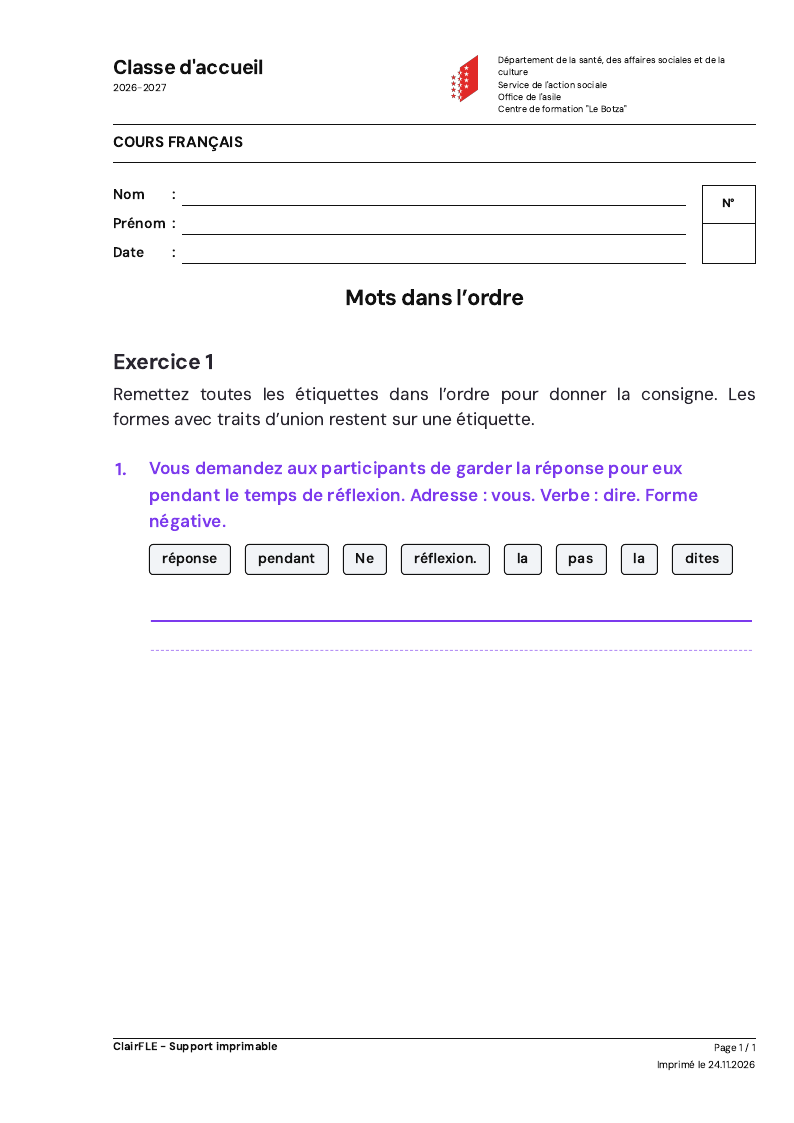 Classe d'accueil
2026-2027
Département de la santé, des affaires sociales et de la
culture
Service de l'action sociale
Office de l'asile
Centre de formation "Le Botza"
COURS FRANÇAIS
Nom :
Prénom :
Date :
N°
Mots dans l’ordre
Exercice 1
Remettez toutes les étiquettes dans l’ordre pour donner la consigne. Les
formes avec traits d’union restent sur une étiquette.
1. Vous demandez aux participants de garder la réponse pour eux
pendant le temps de réflexion. Adresse : vous. Verbe : dire. Forme
négative.
réponse pendant Ne réflexion. la pas la dites
ClairFLE - Support imprimable
Page 1 / 1
Imprimé le 24.11.2026